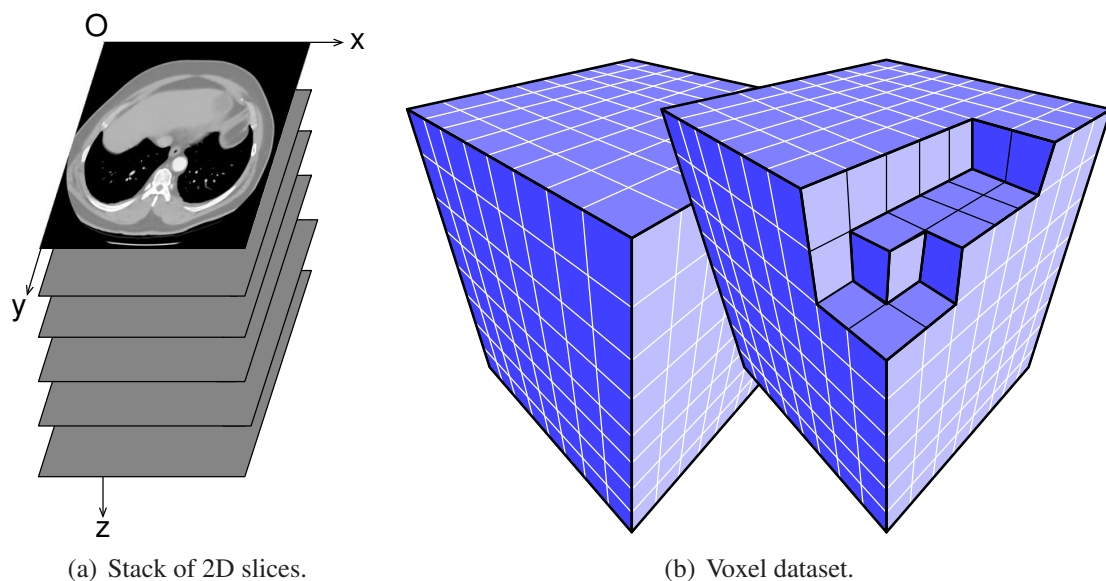 O
x
y
z
(a) Stack of 2D slices.
(b) Voxel dataset.